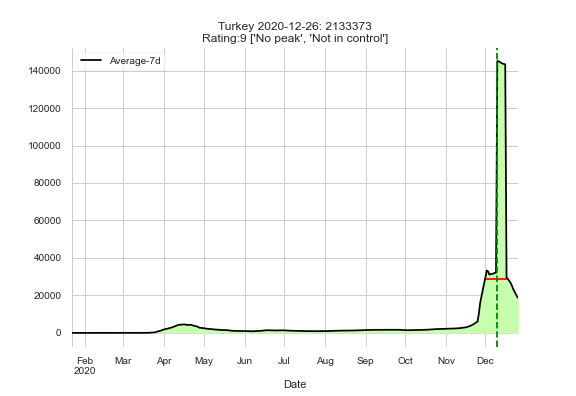 Turkey 2020-12-26: 2133373
Rating:9 ['No peak', 'Not in control']
Average-7d
140000
120000
100000
80000
60000
40000
20000
0
Feb Mar Apr May Jun Jul Aug Sep Oct Nov Dec
2020
Date